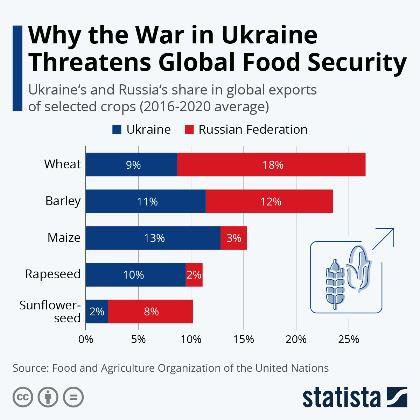 Why the War in Ukraine
Threatens Global Food Security
Ukraine's and Russia's share in global exports
of selected crops (2016-2020 average)
Ukraine Russian Federation
Wheat 9% 18%
Barley 11% 12%
Maize 13% 3%
Rapeseed 10% 2%
Sunflower-
seed 2% 8%
0% 5% 10% 15% 20% 25%
Source: Food and Agriculture Organization of the United Nations
cc =
statista